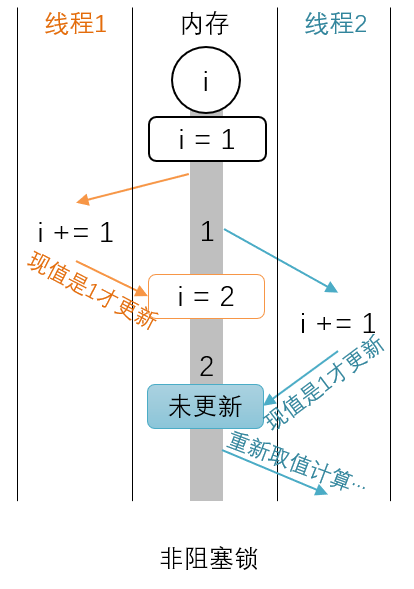 线程1
内存
线程2
i
i = 1
i += 1
1
现值是1才更新
i = 2
i += 1
2
现值是1才更新
未更新
重新取值计算...
非阻塞锁